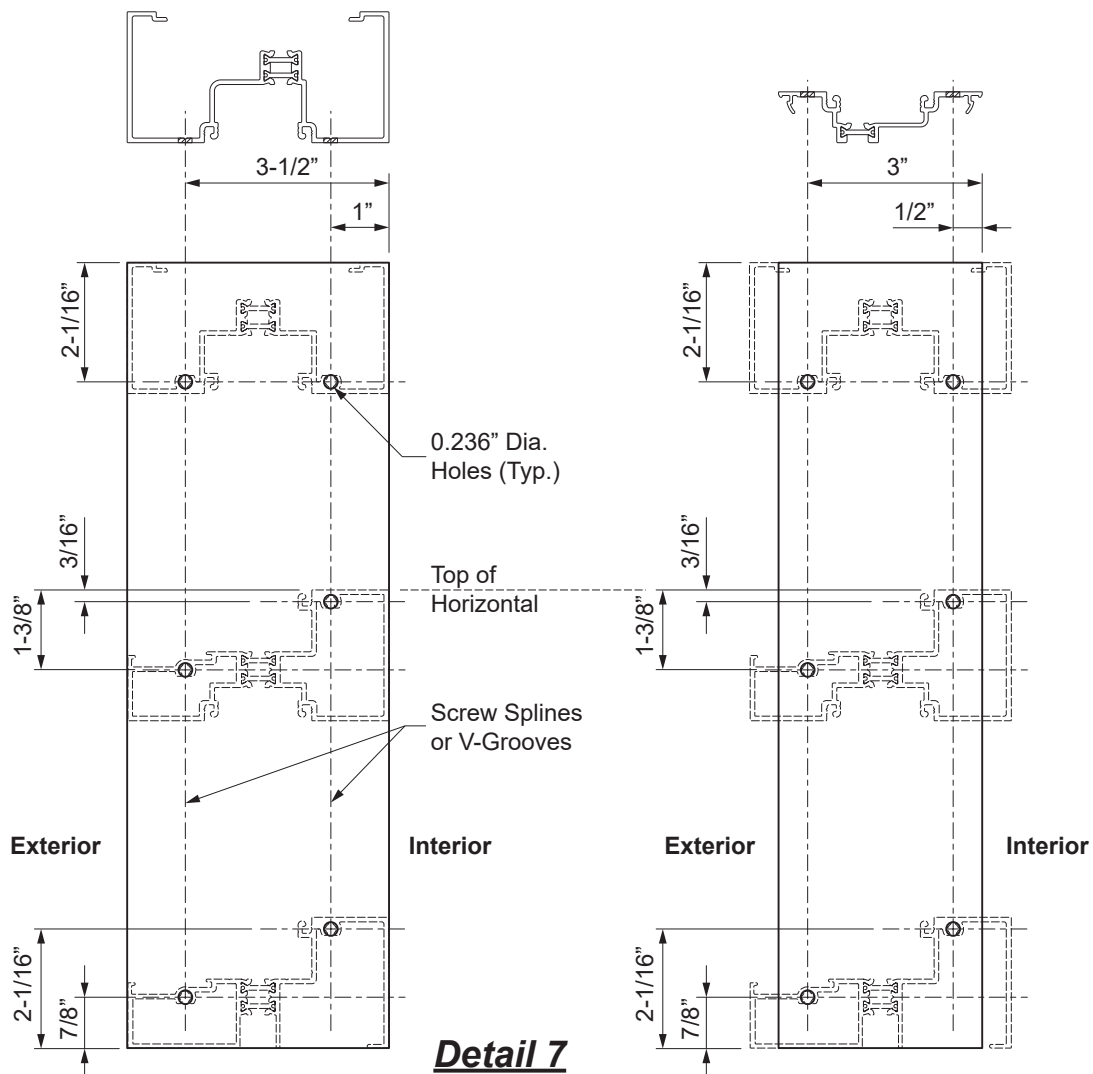 3-1/2”
1”
3”
1/2”
2-1/16”
2-1/16”
0.236” Dia.
Holes (Typ.)
3/16”
1-3/8”
Top of
Horizontal
3/16”
1-3/8”
Screw Splines
or V-Grooves
Exterior
Interior
Exterior
Interior
2-1/16”
7/8”
2-1/16”
7/8”
Detail 7